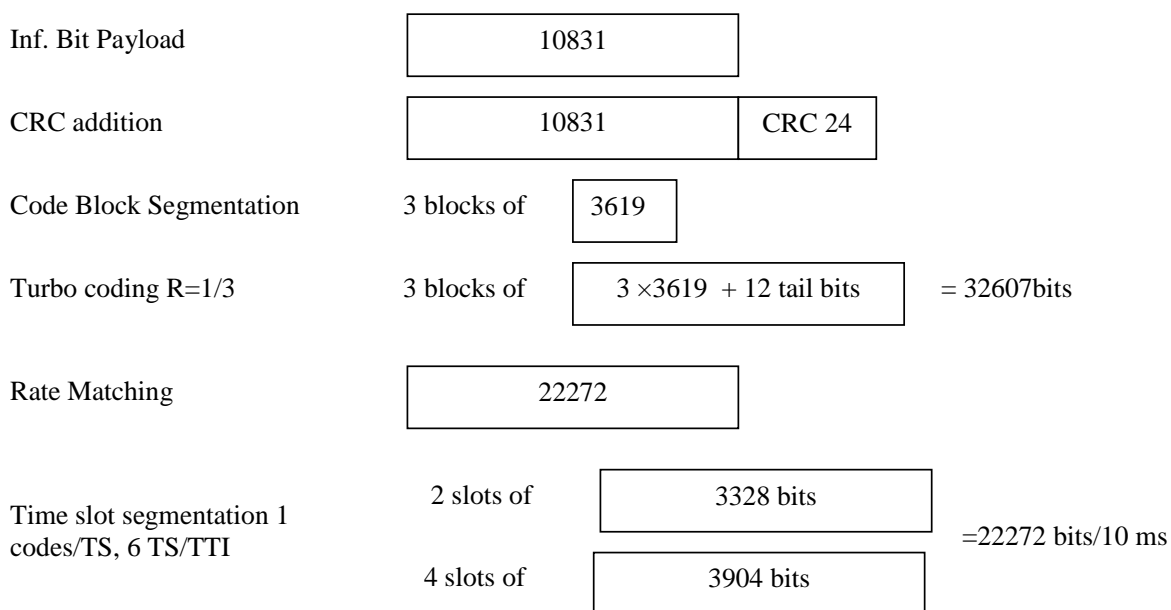 Inf. Bit Payload 10831
CRC addition 10831 CRC 24
Code Block Segmentation 3 blocks of 3619
Turbo coding R=1/3 3 blocks of 3 ×3619 + 12 tail bits = 32607bits
Rate Matching 22272
2 slots of 3328 bits
Time slot segmentation 1
codes/TS, 6 TS/TTI =22272 bits/10 ms
4 slots of 3904 bits